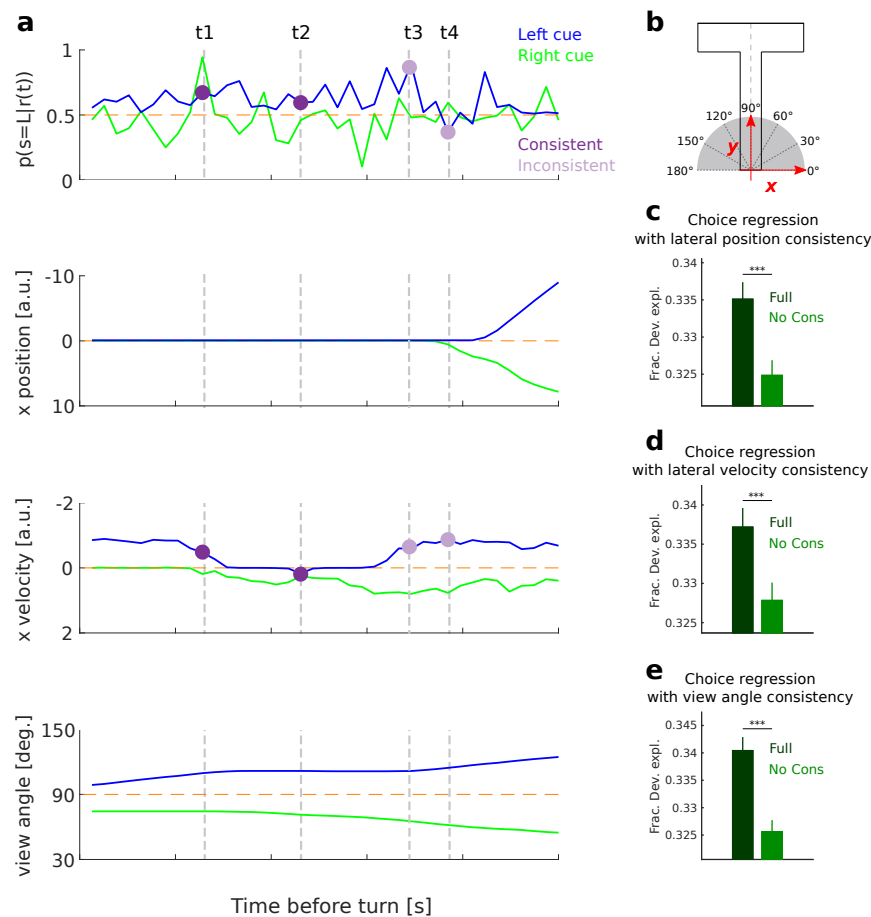 a
t1 t2 t3 t4
Left cue
Right cue
1
0.5
0
p(s=L|r(t))
Consistent
Inconsistent
-10
0
10
x position [a.u.]
-2
0
2
x velocity [a.u.]
150
90
30
view angle [deg.]
Time before turn [s]
b
90°
120° 60°
150° 30°
180° 0°
y
x
c
Choice regression
with lateral position consistency
0.34
0.335
0.33
0.325
Frac. Dev. expl.
***
Full
No Cons
d
Choice regression
with lateral velocity consistency
0.34
0.335
0.33
0.325
Frac. Dev. expl.
***
Full
No Cons
e
Choice regression
with view angle consistency
0.345
0.34
0.335
0.33
0.325
Frac. Dev. expl.
***
Full
No Cons